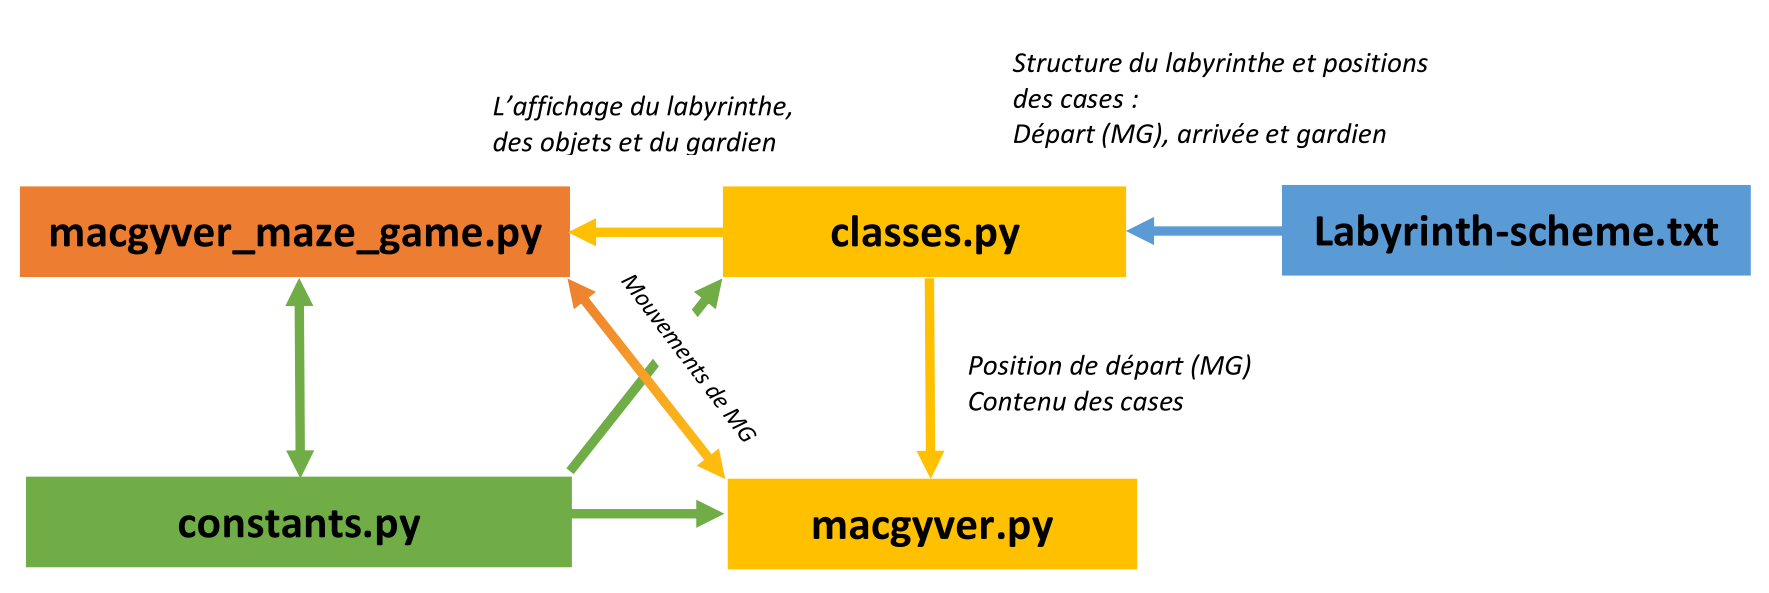 Structure du labyrinthe et positions
des cases :
Départ (MG), arrivée et gardien
L’affichage du labyrinthe,
des objets et du gardien
macgyver_maze_game.py
classes.py
Labyrinth-scheme.txt
Mouvements de MG
Position de départ (MG)
Contenu des cases
constants.py
macgyver.py